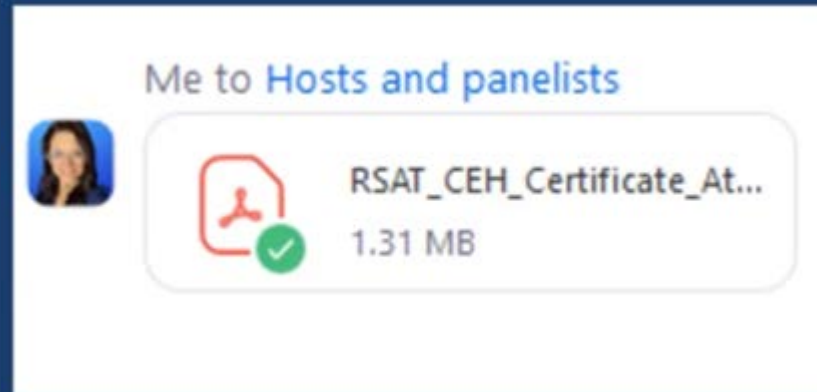 Me to Hosts and panelists
RSAT_CEH_Certificate_At...
1.31 MB